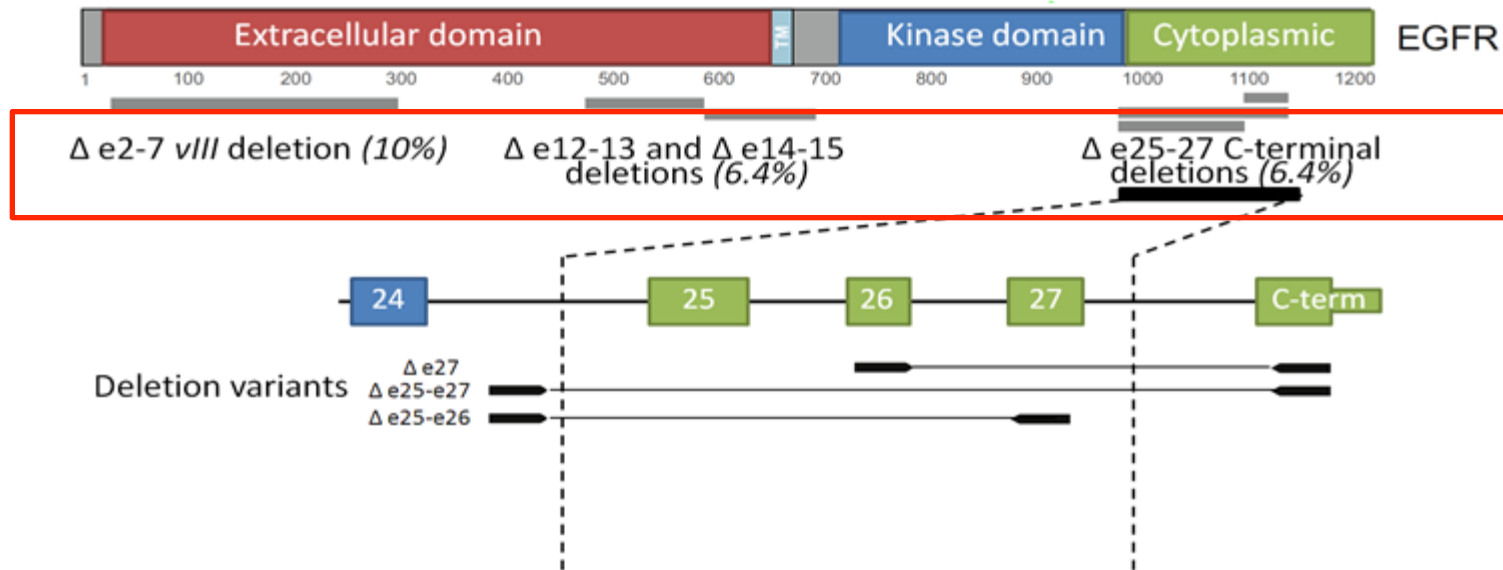 Extracellular domain TM Kinase domain Cytoplasmic EGFR
1 100 200 300 400 500 600 700 800 900 1000 1100 1200
Δ e2-7 vIII deletion (10%) Δ e12-13 and Δ e14-15 Δ e25-27 C-terminal
deletions (6.4%) deletions (6.4%)
24 25 26 27 C-term
Δ e27
Deletion variants Δ e25-e27
Δ e25-e26